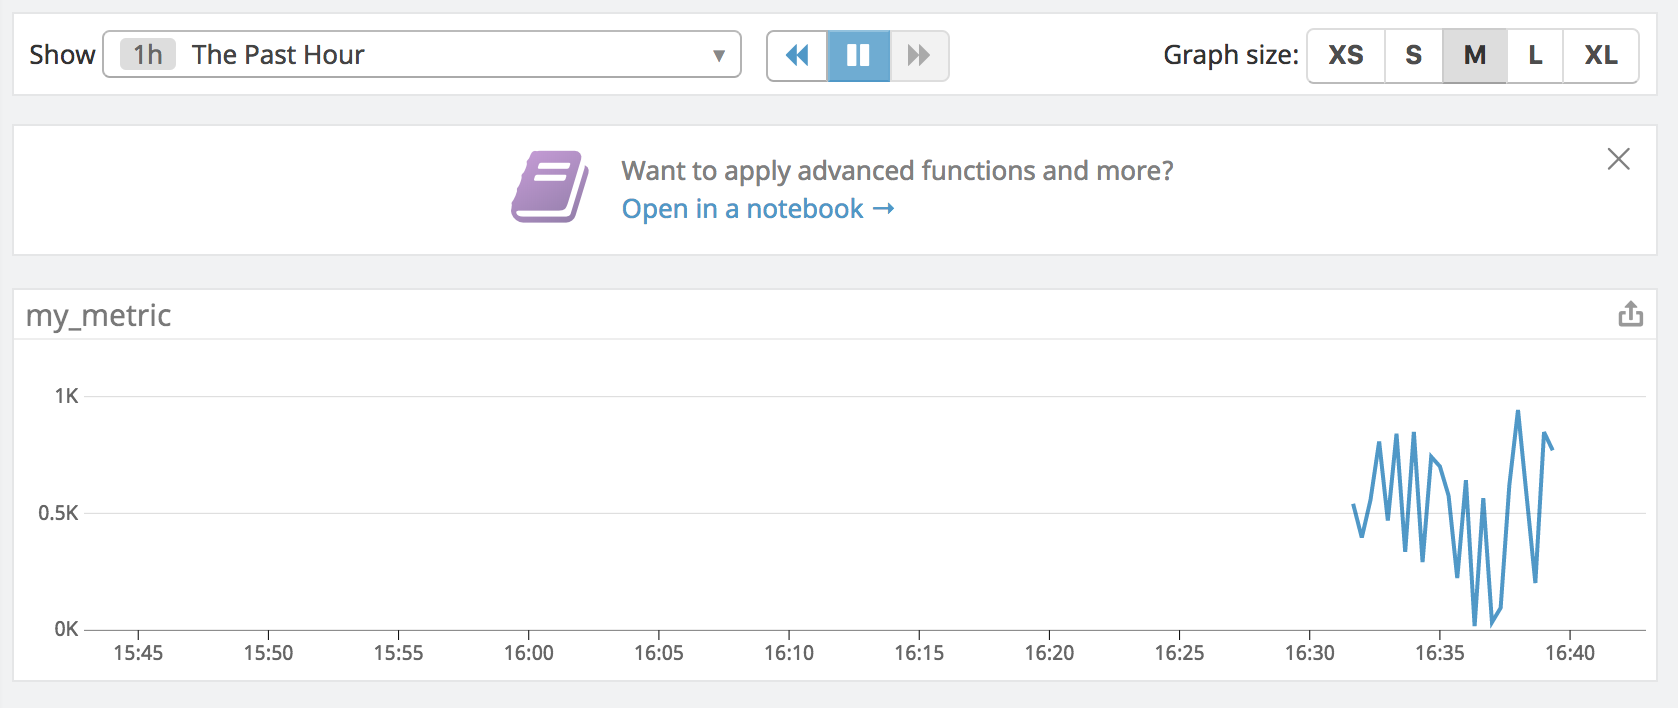 Show 1h The Past Hour Graph size: XS S M L XL
Want to apply advanced functions and more?
Open in a notebook →
my_metric
1K
0.5K
0K
15:45 15:50 15:55 16:00 16:05 16:10 16:15 16:20 16:25 16:30 16:35 16:40